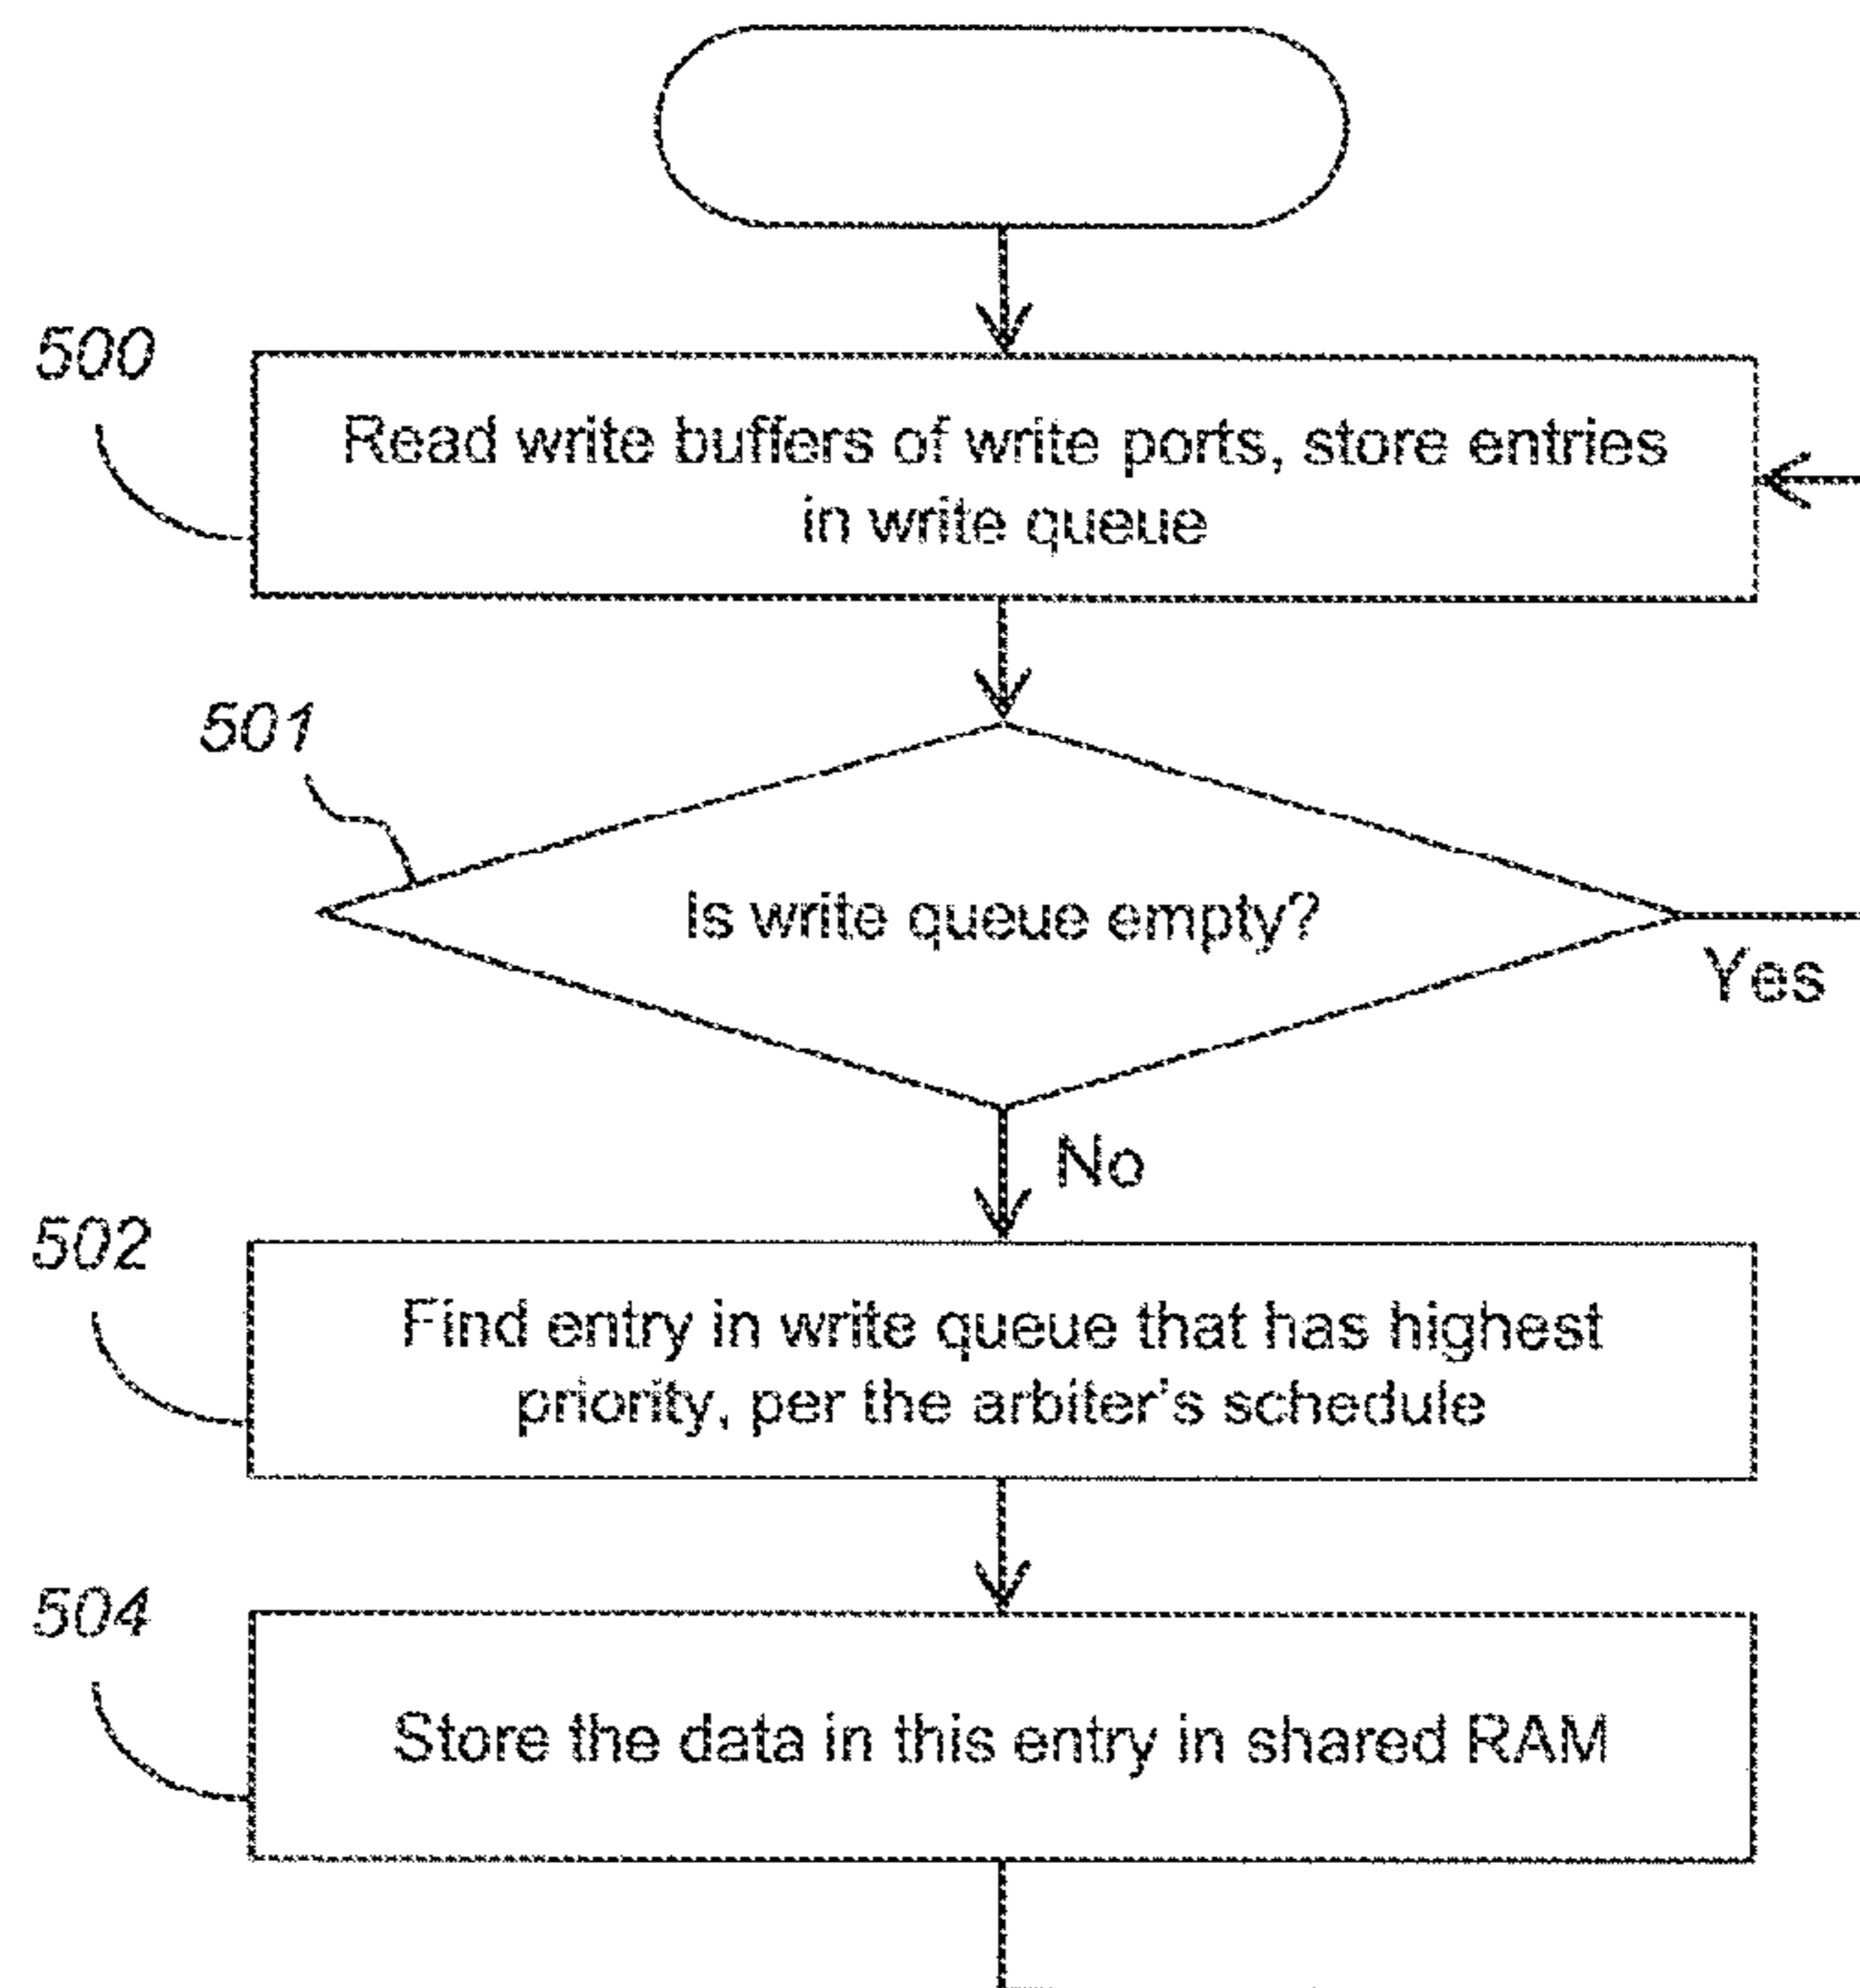 500
Read write buffers of write ports, store entries
in write queue
501
Is write queue empty?
Yes
No
502
Find entry in write queue that has highest
priority, per the arbiter's schedule
504
Store the data in this entry in shared RAM